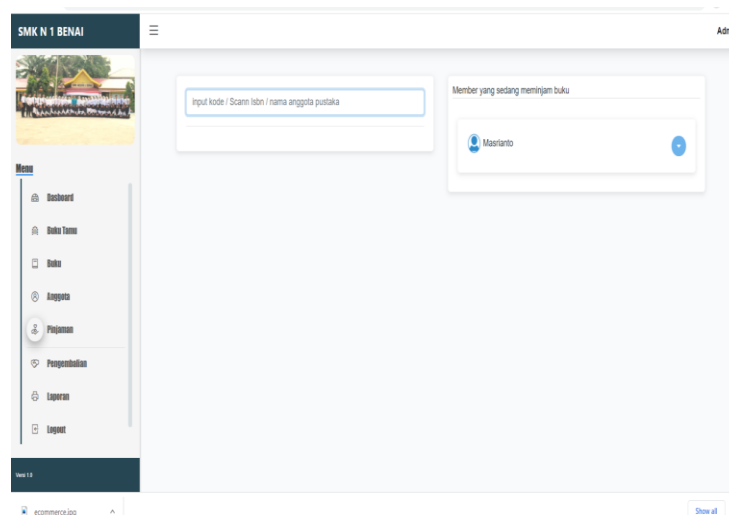 SMK N 1 BENAI
Menu
Dasboard
Buku Tamu
Buku
Anggota
Pinjaman
Pengembalian
Laporan
Logout
Versi 1.0
Input kode / Scann Isbn / nama anggota pustaka
Member yang sedang meminjam buku
Masrianto
ecommerce.jpg
Show all